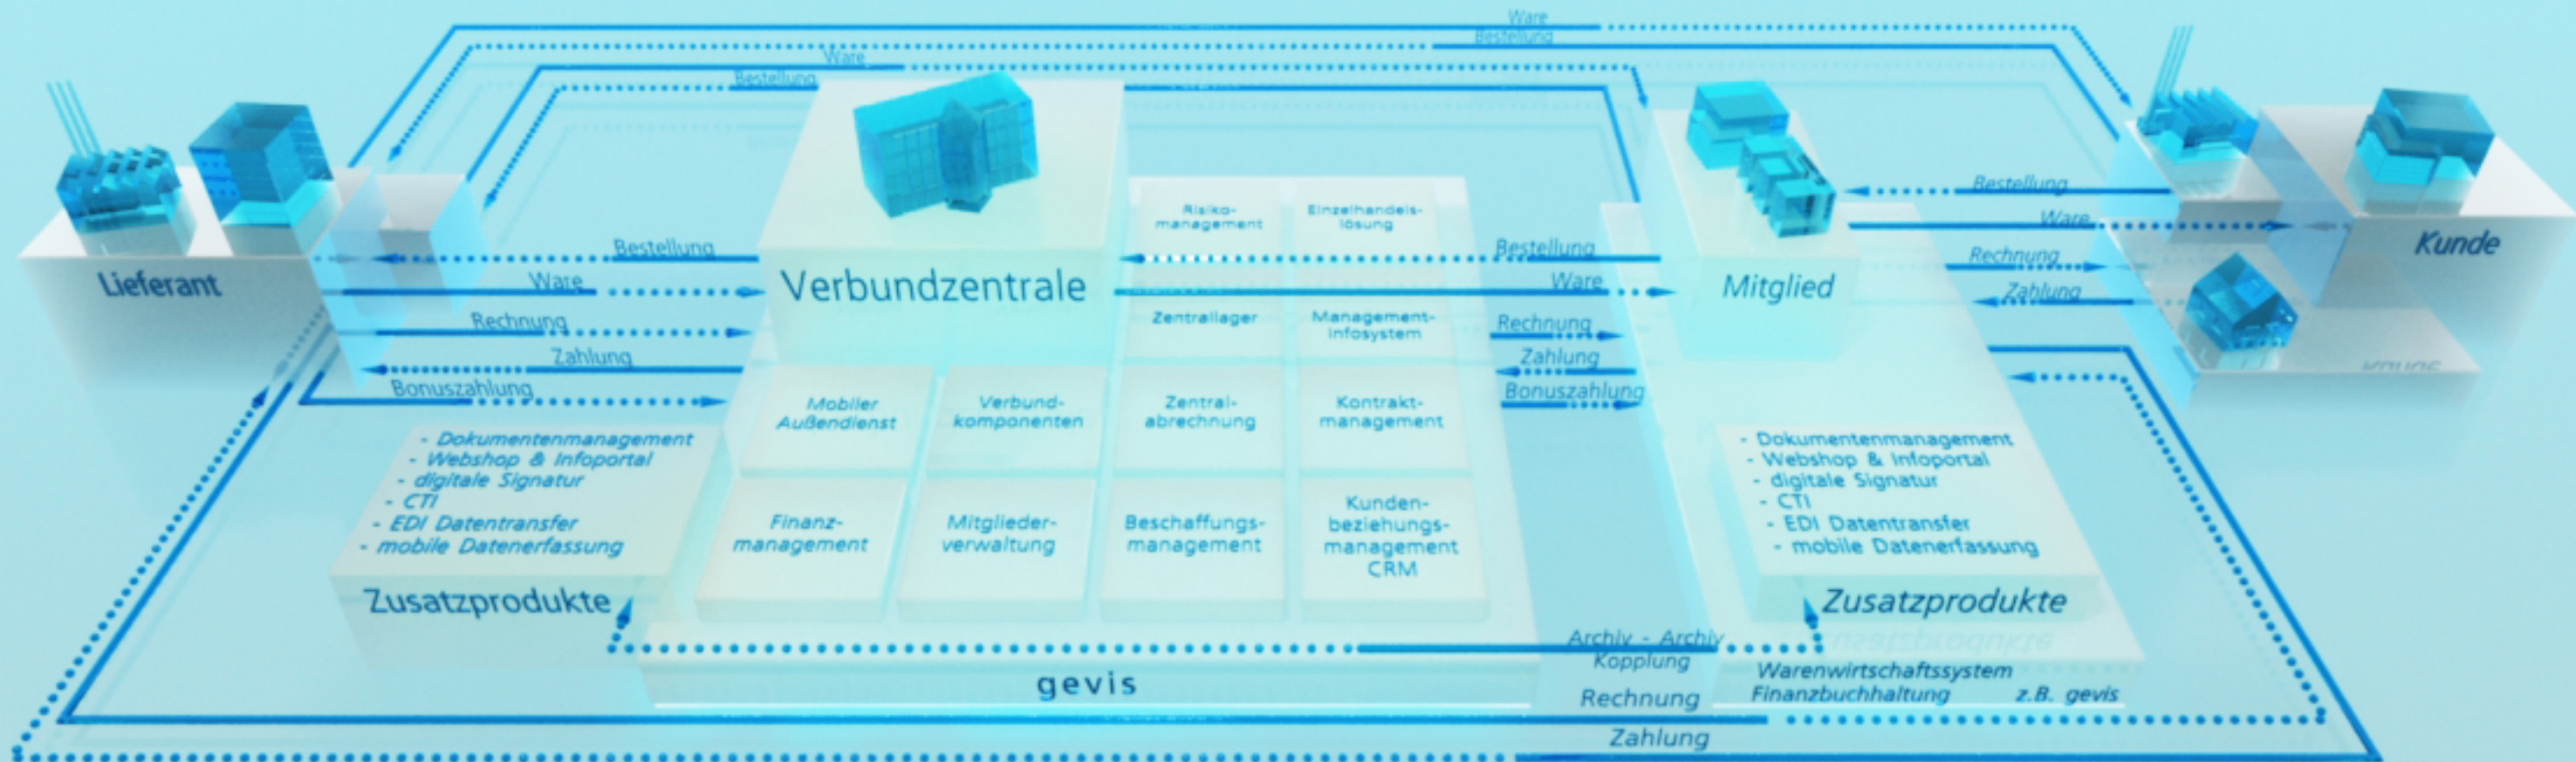 Ware
Bestellung
Ware
Bestellung
Lieferant
Bestellung
Ware
Rechnung
Zahlung
Bonuszahlung
Verbundzentrale
Risiko-
management
Einzelhandels-
lösung
Zentrallager
Management-
infosystem
Mobiler
Außendienst
Verbund-
komponenten
Zentral-
abrechnung
Kontrakt-
management
Finanz-
management
Mitglieder-
verwaltung
Beschaffungs-
management
Kunden-
beziehungs-
management
CRM
Bestellung
Ware
Rechnung
Zahlung
Bonuszahlung
Mitglied
Bestellung
Ware
Rechnung
Zahlung
Kunde
- Dokumentenmanagement
- Webshop & Infoportal
- digitale Signatur
- CTI
- EDI Datentransfer
- mobile Datenerfassung
Zusatzprodukte
- Dokumentenmanagement
- Webshop & Infoportal
- digitale Signatur
- CTI
- EDI Datentransfer
- mobile Datenerfassung
Zusatzprodukte
Archiv - Archiv
Kopplung
gevis
Warenwirtschaftssystem
Finanzbuchhaltung z.B. gevis
Rechnung
Zahlung